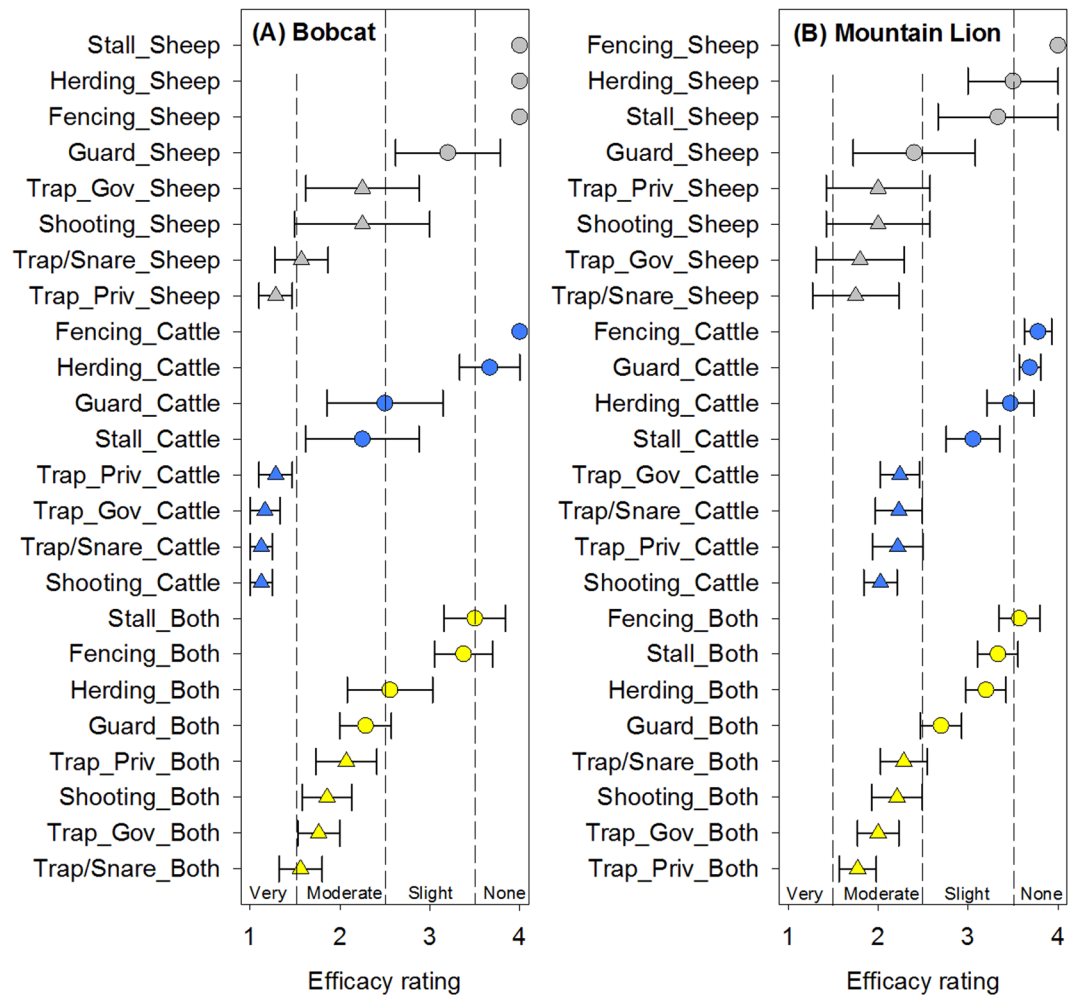 (A) Bobcat
Stall_Sheep
Herding_Sheep
Fencing_Sheep
Guard_Sheep
Trap_Gov_Sheep
Shooting_Sheep
Trap/Snare_Sheep
Trap_Priv_Sheep
Fencing_Cattle
Herding_Cattle
Guard_Cattle
Stall_Cattle
Trap_Priv_Cattle
Trap_Gov_Cattle
Trap/Snare_Cattle
Shooting_Cattle
Stall_Both
Fencing_Both
Herding_Both
Guard_Both
Trap_Priv_Both
Shooting_Both
Trap_Gov_Both
Trap/Snare_Both
Very Moderate Slight None
1 2 3 4
Efficacy rating
(B) Mountain Lion
Fencing_Sheep
Herding_Sheep
Stall_Sheep
Guard_Sheep
Trap_Priv_Sheep
Shooting_Sheep
Trap_Gov_Sheep
Trap/Snare_Sheep
Fencing_Cattle
Guard_Cattle
Herding_Cattle
Stall_Cattle
Trap_Gov_Cattle
Trap/Snare_Cattle
Trap_Priv_Cattle
Shooting_Cattle
Fencing_Both
Stall_Both
Herding_Both
Guard_Both
Trap/Snare_Both
Shooting_Both
Trap_Gov_Both
Trap_Priv_Both
Very Moderate Slight None
1 2 3 4
Efficacy rating